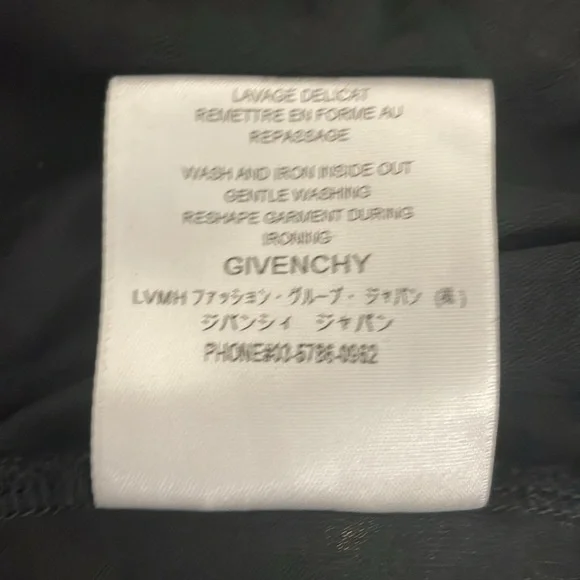 LAVAGE DELICAT
REMETTRE EN FORME AU
REPASSAGE
WASH AND IRON INSIDE OUT
GENTLE WASHING
RESHAPE GARMENT DURING
IRONING
GIVENCHY
LVMH ファッション・グループ・ ジャパン (株)
ジバンシィ ジャパン
PHONE#03-5786-0962